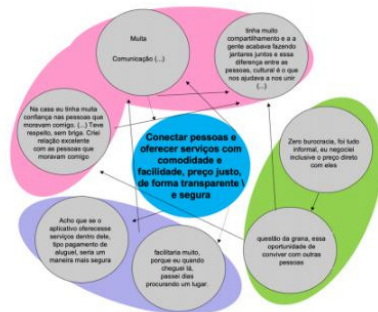 Muita
Comunicação (...)
tinha muito
compartilhamento e a a
gente acabava fazendo
jantares juntos e essa
diferença entre as
pessoas, cultural é o que
nos ajudava a nos unir
(...)
Na casa eu tinha muita
confiança nas pessoas que
moravam comigo. (...) Teve
respeito, sem briga. Criei
relação excelente
com as pessoas que
moravam comigo
Conectar pessoas e
oferecer serviços com
comodidade e
facilidade, preço justo,
de forma transparente \
e segura
Zero burocracia, foi tudo
informal, eu negociei
inclusive o preço direto
com eles
Acho que se o
aplicativo oferecesse
serviços dentro dele,
tipo pagamento de
aluguel, seria um
maneira mais segura
facilitaria muito,
porque eu quando
cheguei lá,
passei dias
procurando um lugar.
questão da grana, essa
oportunidade de
conviver com outras
pessoas